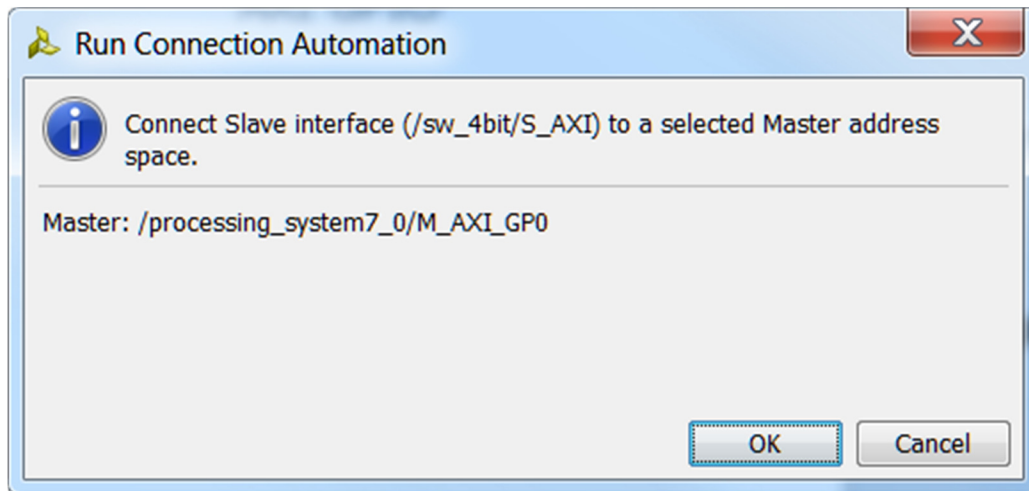 Run Connection Automation
Connect Slave interface (/sw_4bit/S_AXI) to a selected Master address
space.
Master: /processing_system7_0/M_AXI_GP0
OK
Cancel